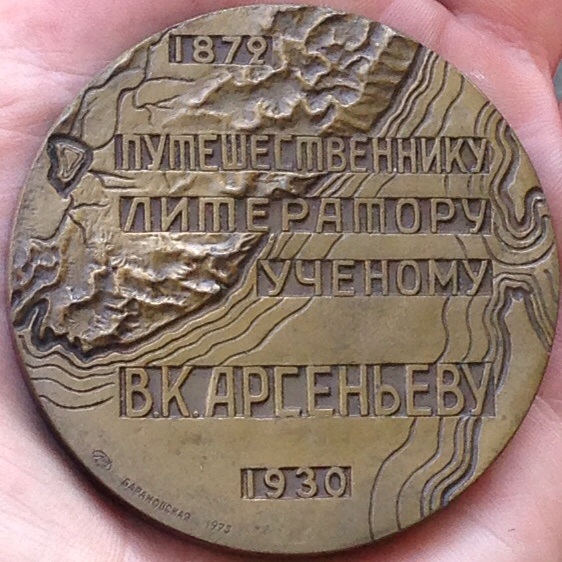 1872
ПУТЕШЕСТВЕННИКУ
ЛИТЕРАТОРУ
УЧЕНОМУ
В.К. АРСЕНЬЕВУ
1930
БАРАНОВСКАЯ 1973